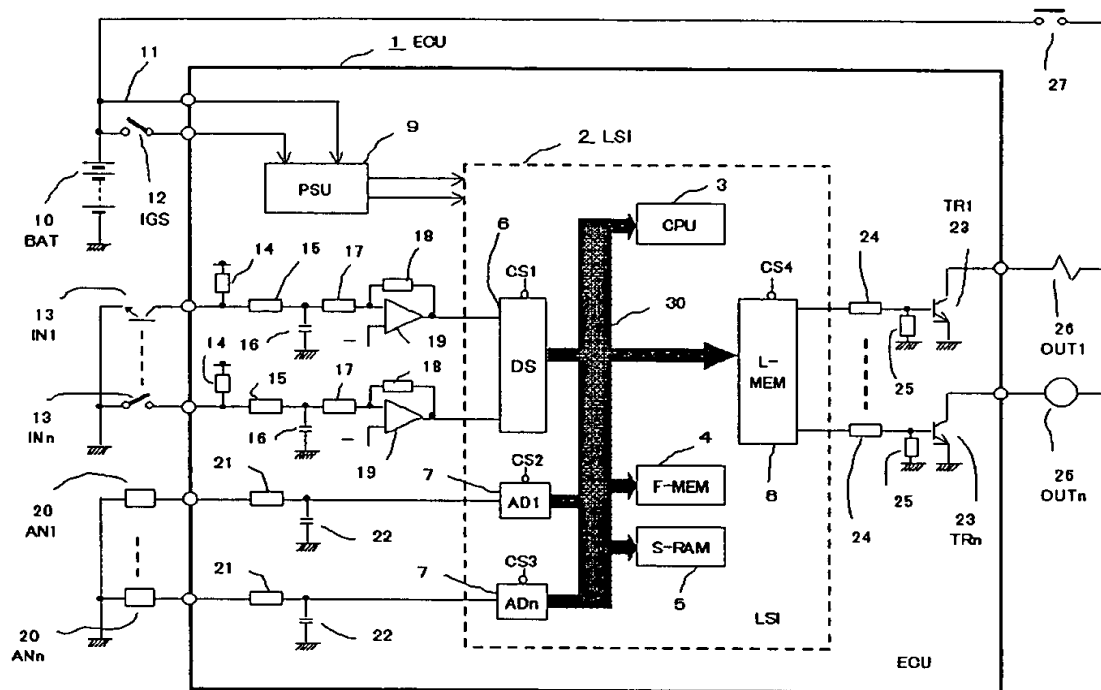 1 ECU
11
27
9
2 LSI
PSU
12
IGS
10
BAT
3
CPU
6
14
15
17
18
CS1
CS4
TR1
23
24
13
IN1
16
19
30
DS
L-
MEM
26
OUT1
14
15
17
18
25
13
INn
16
19
21
7
CS2
4
8
24
25
23
TRn
26
OUTn
20
AN1
22
AD1
F-MEM
21
7
CS3
S-RAM
5
20
ANn
22
ADn
LSI
ECU